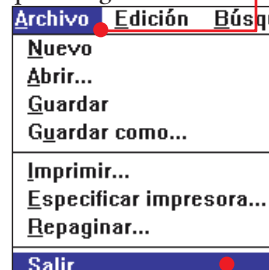 Archivo Edición Búsq
Nuevo
Abrir...
Guardar
Guardar como...
Imprimir...
Especificar impresora...
Repaginar...
Salir